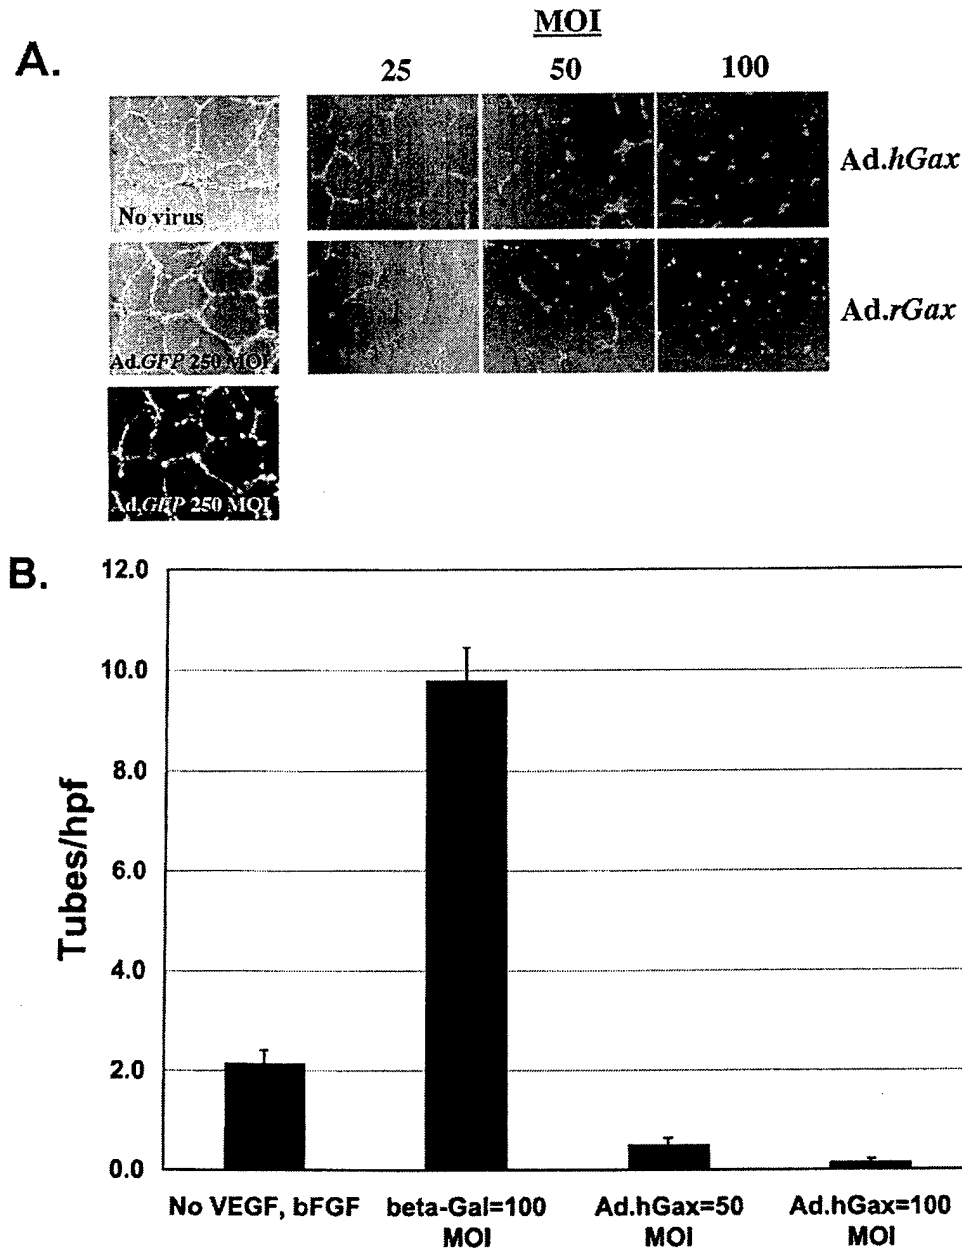 MOI
A.
25 50 100
No virus
Ad.hGax
Ad.GFP 250 MOI
Ad.rGax
Ad.GFP 250 MOI
B.
12.0
10.0
8.0
6.0
4.0
2.0
0.0
Tubes/hpf
No VEGF, bFGF
beta-Gal=100
MOI
Ad.hGax=50
MOI
Ad.hGax=100
MOI